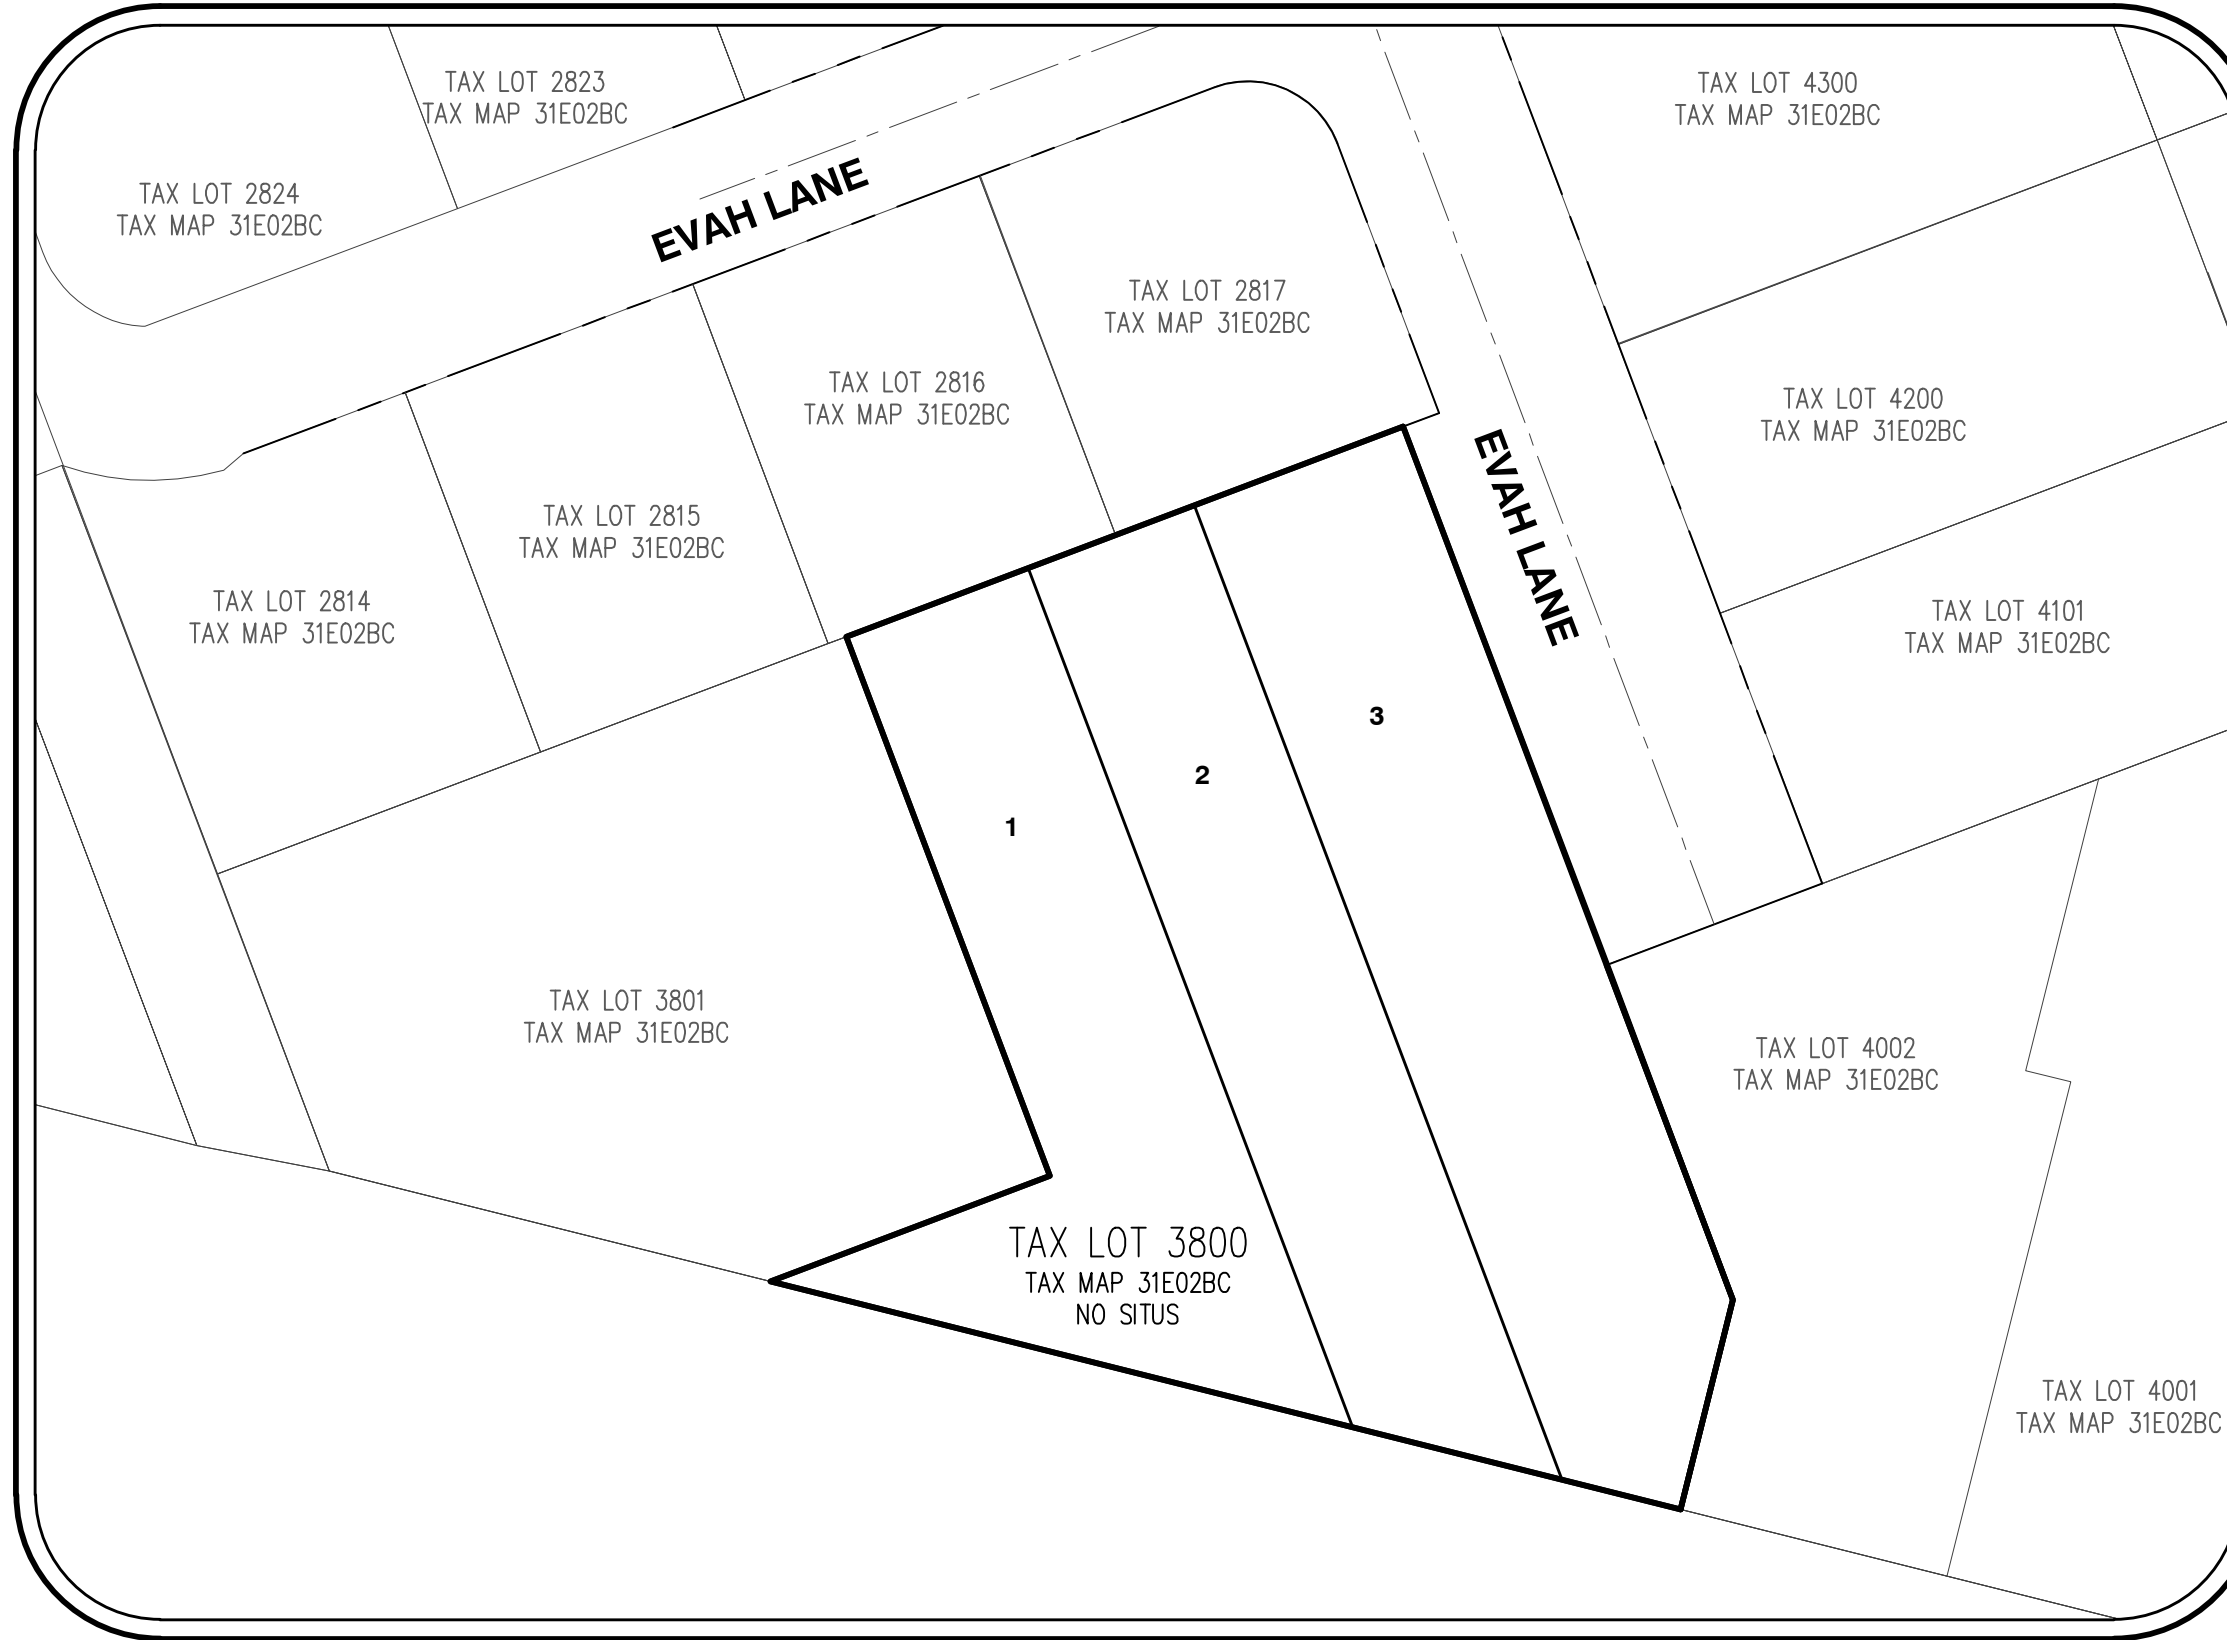 TAX LOT 2823
TAX MAP 31E02BC
TAX LOT 4300
TAX MAP 31E02BC
TAX LOT 2824
TAX MAP 31E02BC
EVAH LANE
TAX LOT 2817
TAX MAP 31E02BC
TAX LOT 2816
TAX MAP 31E02BC
TAX LOT 4200
TAX MAP 31E02BC
EVAH LANE
TAX LOT 2815
TAX MAP 31E02BC
TAX LOT 2814
TAX MAP 31E02BC
TAX LOT 4101
TAX MAP 31E02BC
3
2
1
TAX LOT 3801
TAX MAP 31E02BC
TAX LOT 4002
TAX MAP 31E02BC
TAX LOT 3800
TAX MAP 31E02BC
NO SITUS
TAX LOT 4001
TAX MAP 31E02BC